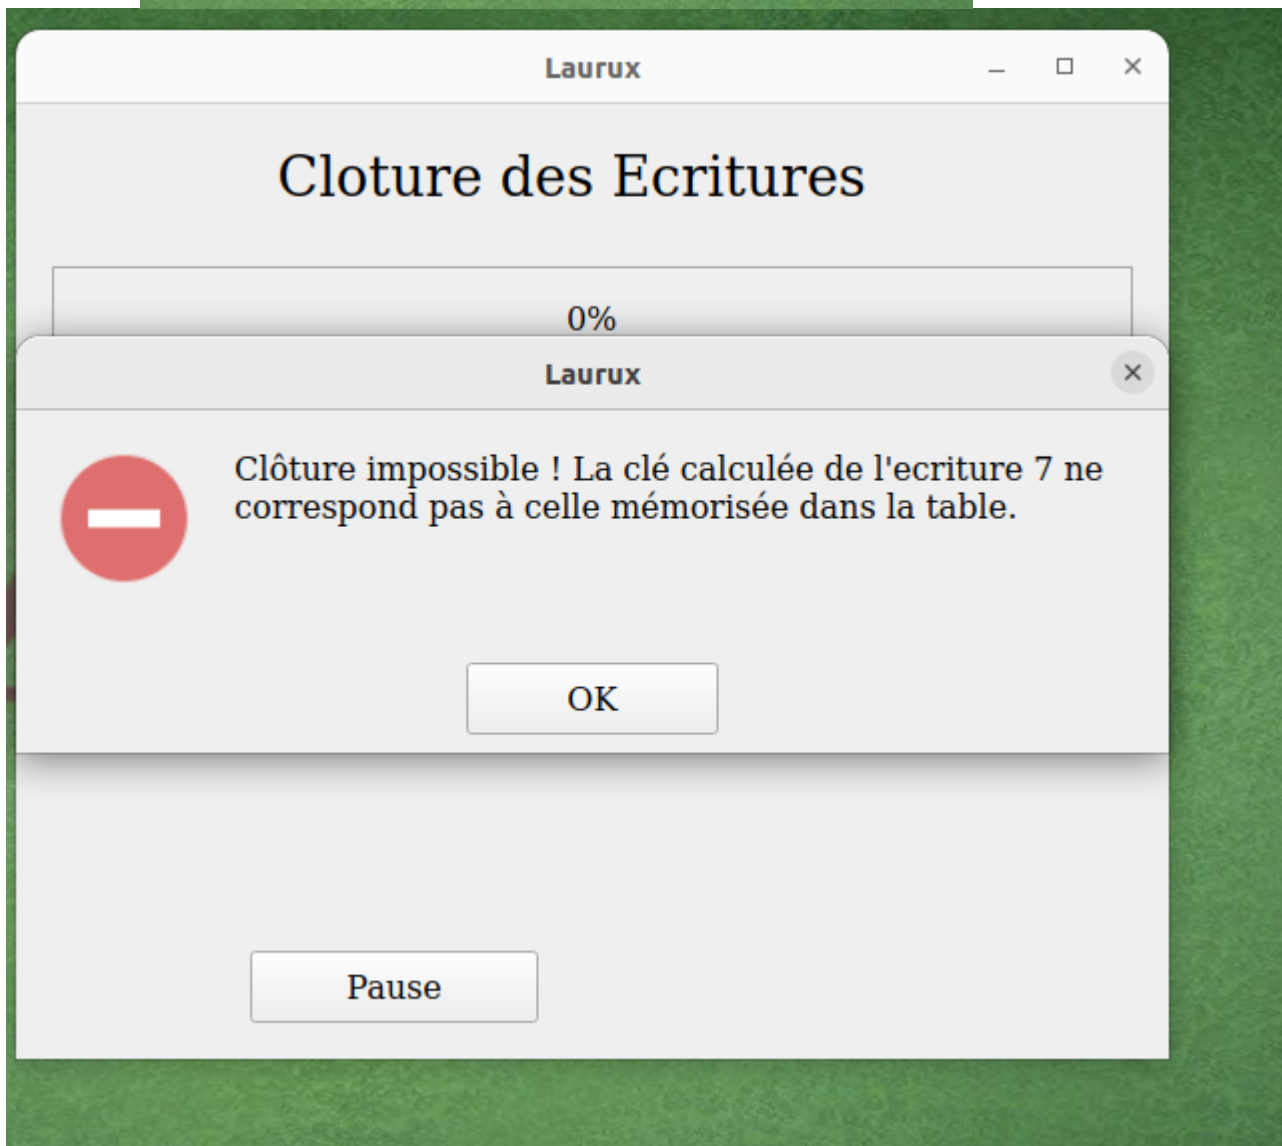 Laurux
Cloture des Ecritures
0%
Laurux
Clôture impossible ! La clé calculée de l'ecriture 7 ne
correspond pas à celle mémorisée dans la table.
OK
Pause